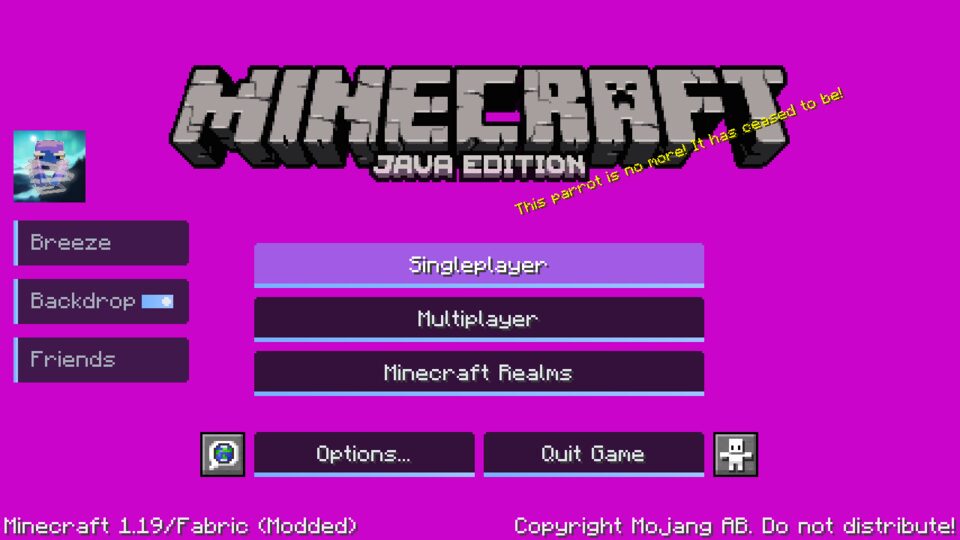 MINECRAFT
JAVA EDITION
This parrot is no more! It has ceased to be!
Breeze
Backdrop
Friends
Singleplayer
Multiplayer
Minecraft Realms
Options...
Quit Game
Minecraft 1.19/Fabric (Modded)
Copyright Mojang AB. Do not distribute!